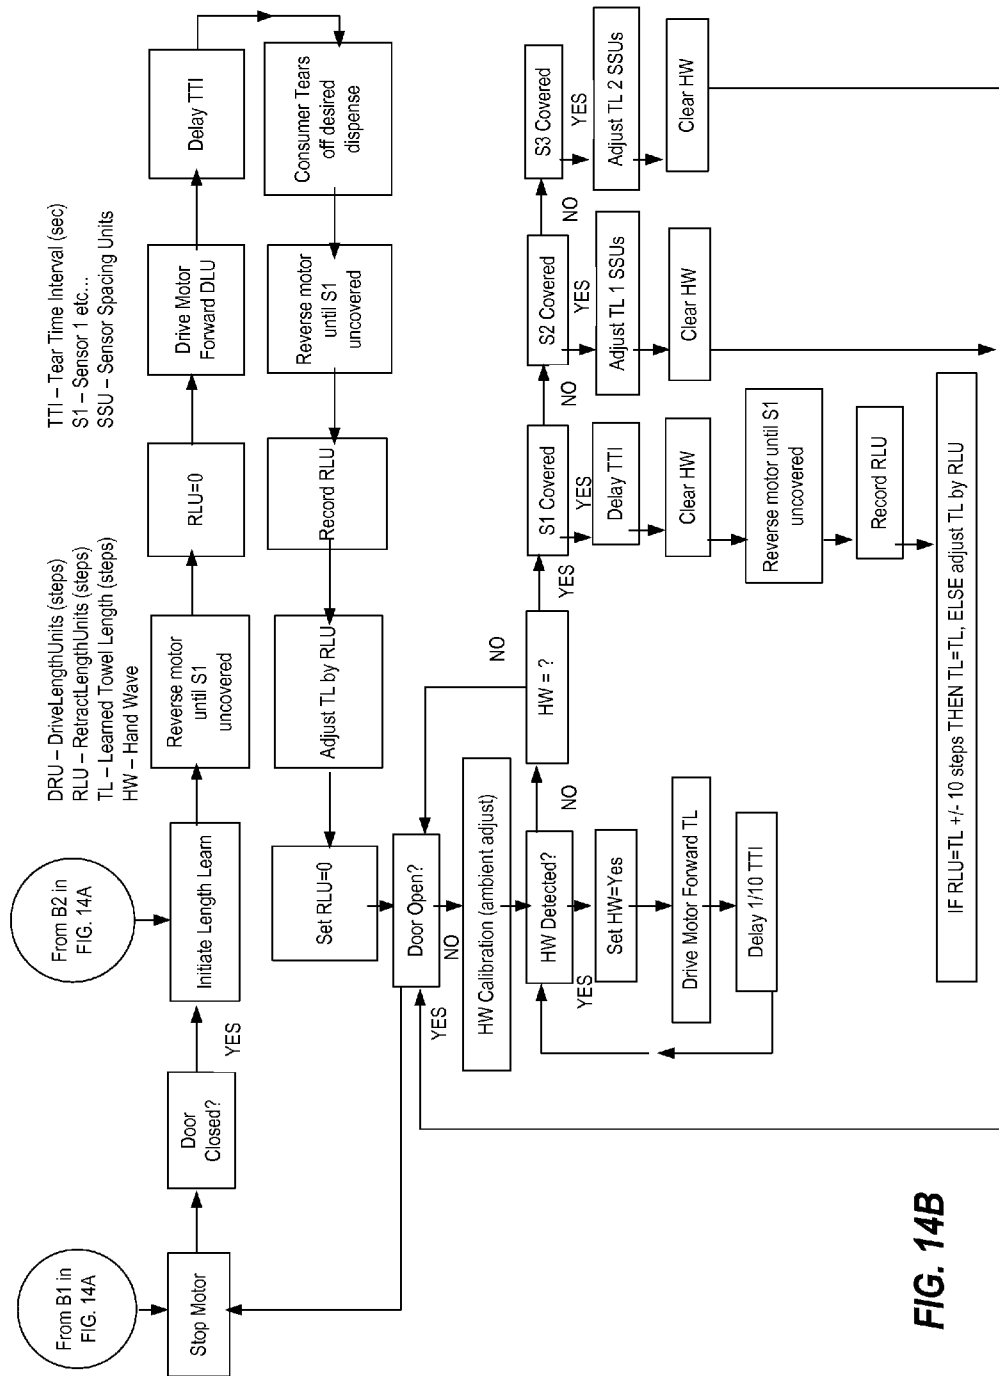 From B1 in
FIG. 14A
From B2 in
FIG. 14A
DRU – DriveLengthUnits (steps)
RLU – RetractLengthUnits (steps)
TL – Learned Towel Length (steps)
HW – Hand Wave
TTI – Tear Time Interval (sec)
S1 – Sensor 1 etc...
SSU – Sensor Spacing Units
Stop Motor
Door
Closed?
YES
Initiate Length Learn
Reverse motor
until S1
uncovered
RLU=0
Drive Motor
Forward DLU
Delay TTI
Consumer Tears
off desired
dispense
Reverse motor
until S1
uncovered
Record RLU
Adjust TL by RLU
Set RLU=0
Door Open?
YES
NO
HW Calibration (ambient adjust)
HW Detected?
YES
NO
Set HW=Yes
Drive Motor Forward TL
Delay 1/10 TTI
HW = ?
NO
YES
S1 Covered
YES
NO
Delay TTI
Clear HW
Reverse motor until S1
uncovered
Record RLU
S2 Covered
YES
NO
Adjust TL 1 SSUs
Clear HW
S3 Covered
YES
Adjust TL 2 SSUs
Clear HW
IF RLU=TL +/- 10 steps THEN TL=TL, ELSE adjust TL by RLU
FIG. 14B